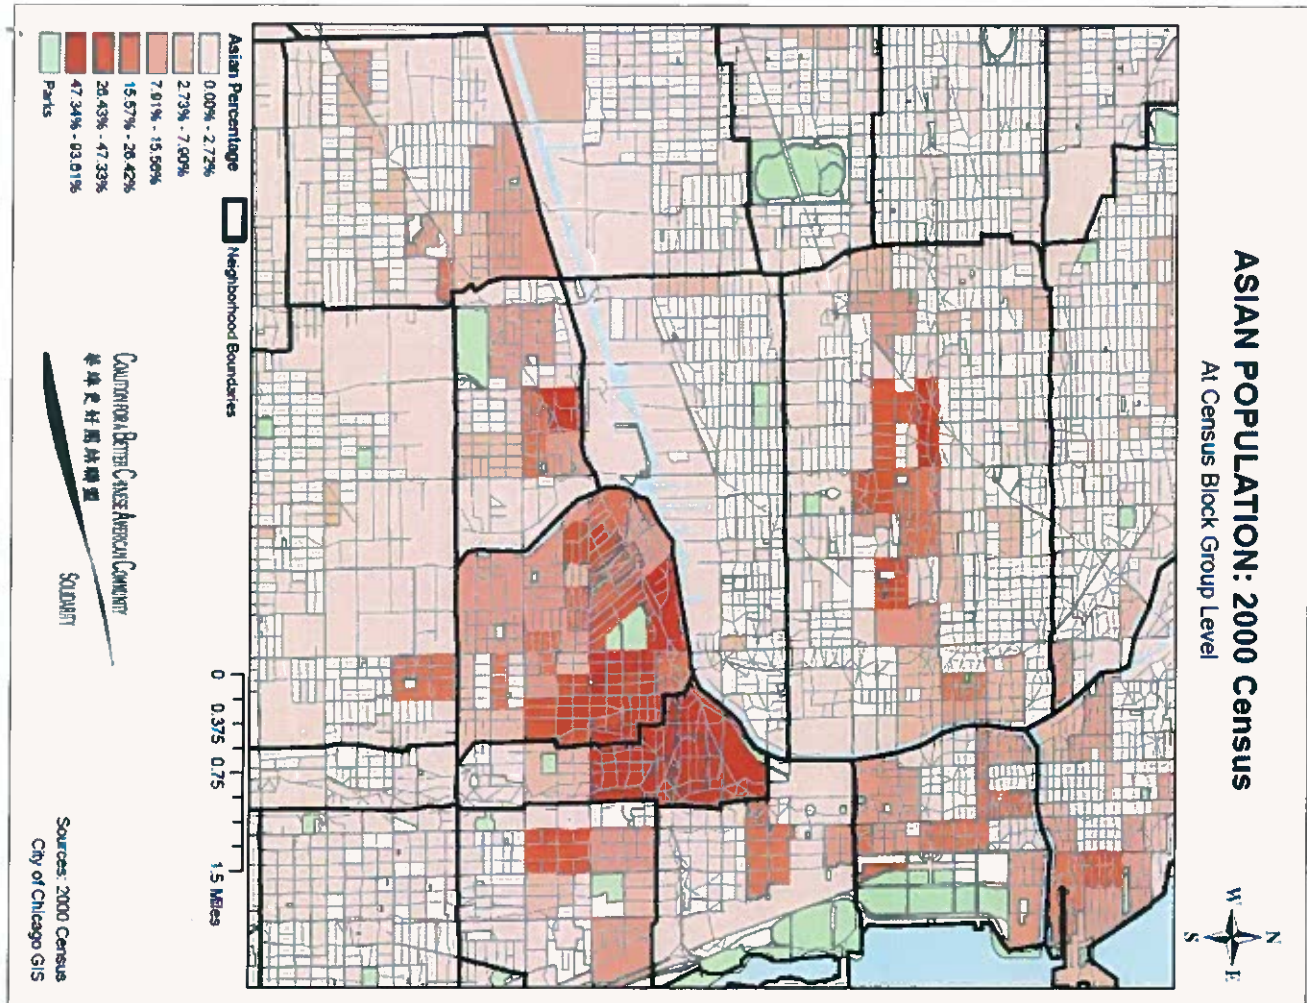 ASIAN POPULATION: 2000 Census
At Census Block Group Level
N
W
E
S
Asian Percentage
0.00% - 2.72%
2.73% - 7.90%
7.91% - 15.56%
15.57% - 26.42%
26.43% - 47.33%
47.34% - 93.61%
Parks
Neighborhood Boundaries
COALITION FOR A BETTER CHINESE AMERICAN COMMUNITY
SOLIDARITY
0 0.375 0.75 1.5 Miles
Sources: 2000 Census
City of Chicago GIS